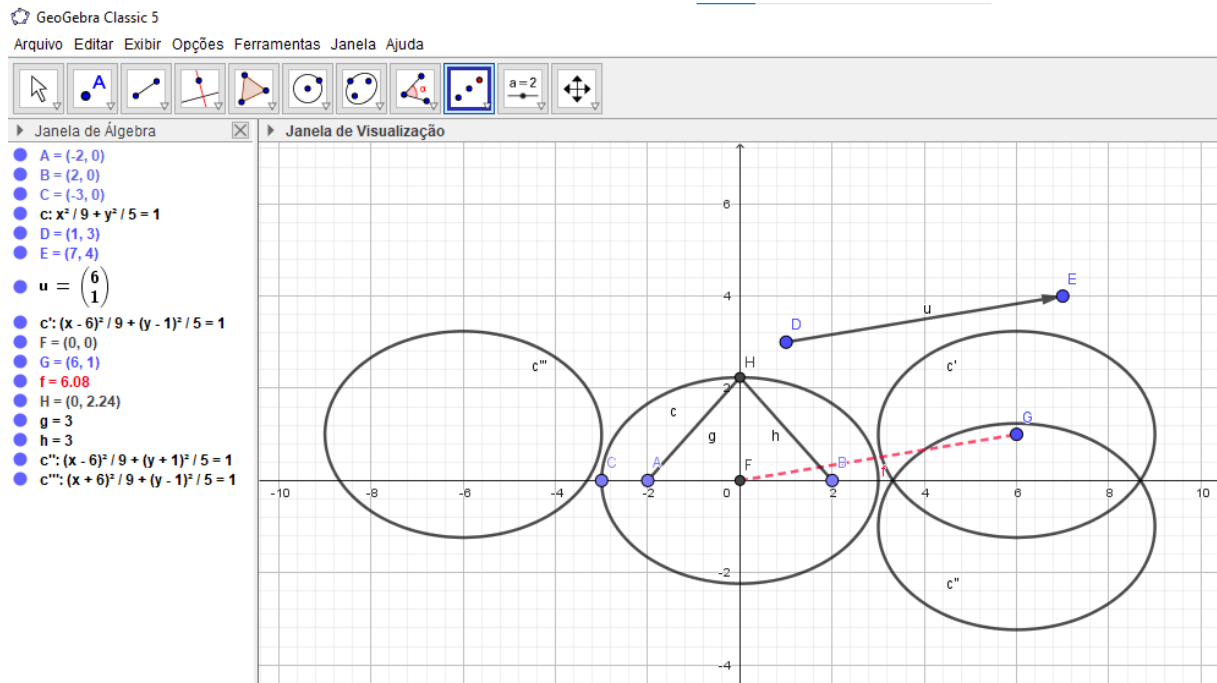 GeoGebra Classic 5
Arquivo Editar Exibir Opções Ferramentas Janela Ajuda
A α a = 2
Janela de Álgebra
Janela de Visualização
A = (-2, 0)
B = (2, 0)
C = (-3, 0)
c: x² / 9 + y² / 5 = 1
D = (1, 3)
E = (7, 4)
u = (6 1)
c': (x - 6)² / 9 + (y - 1)² / 5 = 1
F = (0, 0)
G = (6, 1)
f = 6.08
H = (0, 2.24)
g = 3
h = 3
c'': (x - 6)² / 9 + (y + 1)² / 5 = 1
c''': (x + 6)² / 9 + (y - 1)² / 5 = 1
6
E
4
u
D
c'''
H
c'
2
c
G
g
h
C
A
F
B
f
-10 -8 -6 -4 -2 0 2 4 6 8 10
-2
c''
-4